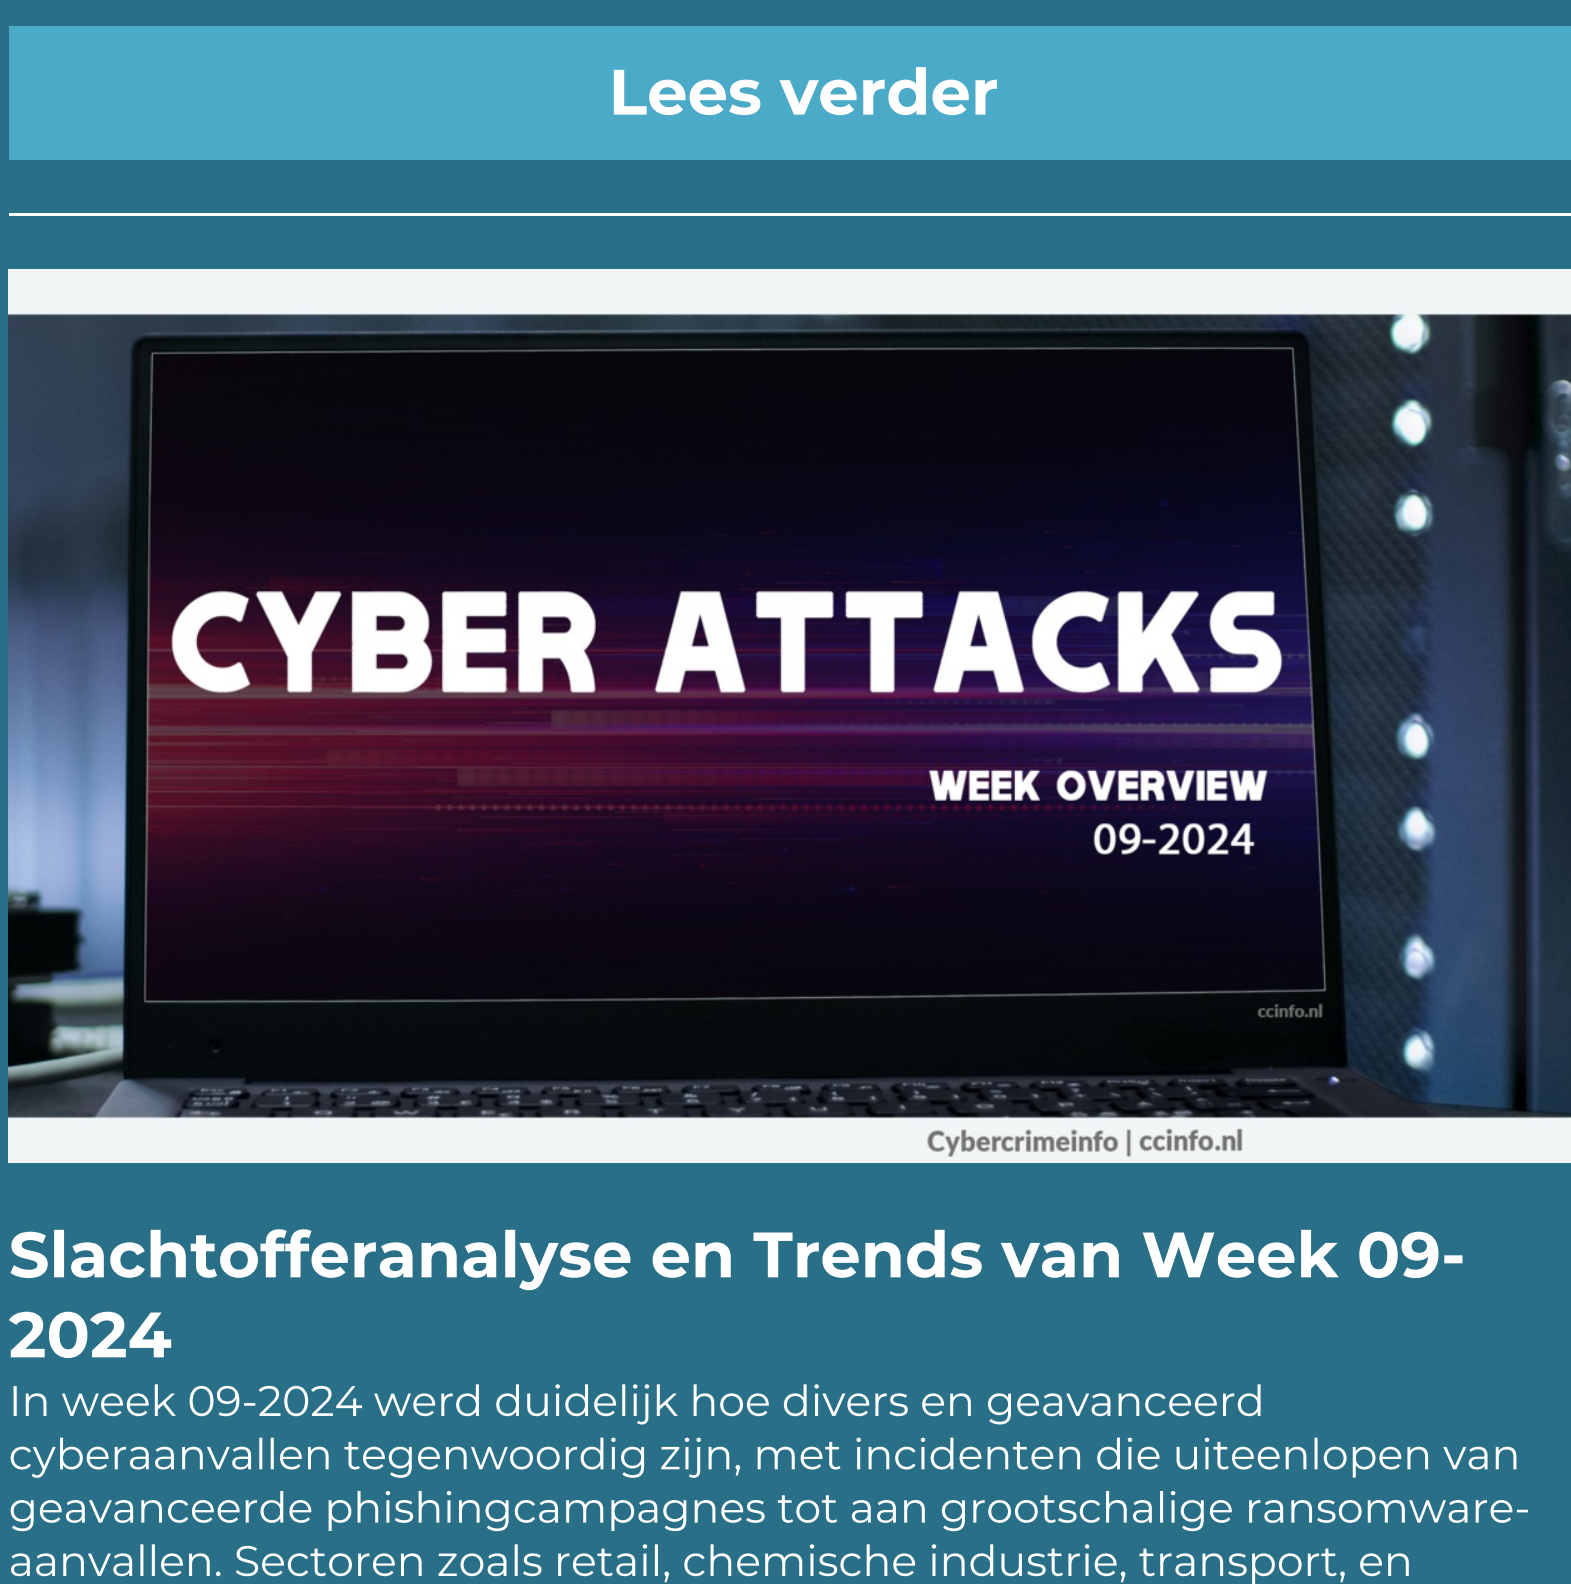 Lees verder
CYBER ATTACKS
WEEK OVERVIEW
09-2024
ccinfo.nl
Cybercrimeinfo | ccinfo.nl
Slachtofferanalyse en Trends van Week 09-
2024
In week 09-2024 werd duidelijk hoe divers en geavanceerd
cyberaanvallen tegenwoordig zijn, met incidenten die uiteenlopen van
geavanceerde phishingcampagnes tot aan grootschalige ransomware-
aanvallen. Sectoren zoals retail, chemische industrie, transport, en